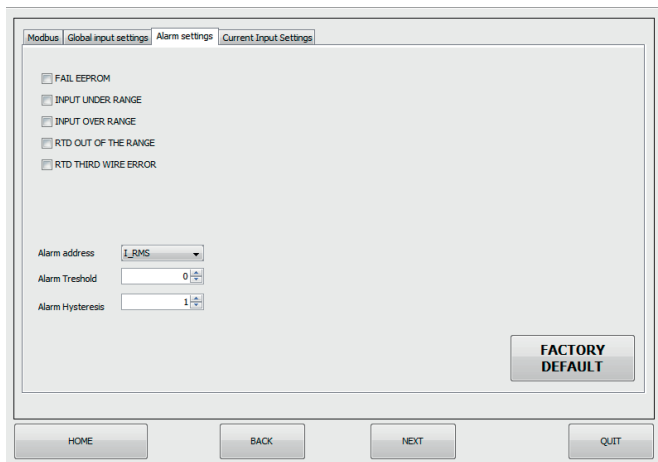 Modbus Global input settings Alarm settings Current Input Settings
FAIL EEPROM
INPUT UNDER RANGE
INPUT OVER RANGE
RTD OUT OF THE RANGE
RTD THIRD WIRE ERROR
Alarm address I_RMS
Alarm Treshold 0
Alarm Hysteresis 1
FACTORY
DEFAULT
HOME BACK NEXT QUIT